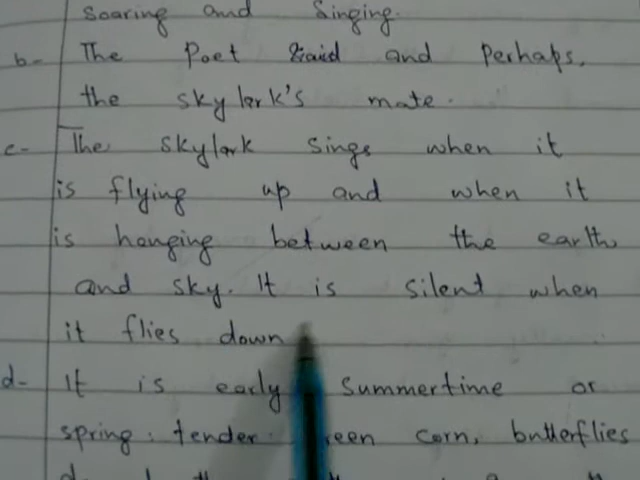 Soaring and Singing.
b- The Poet said and perhaps,
the skylark's mate.
c- The skylark sings when it
is flying up and when it
is hanging between the earth
and sky. It is silent when
it flies down
d- It is early summertime or
spring: tender corn, butterflies